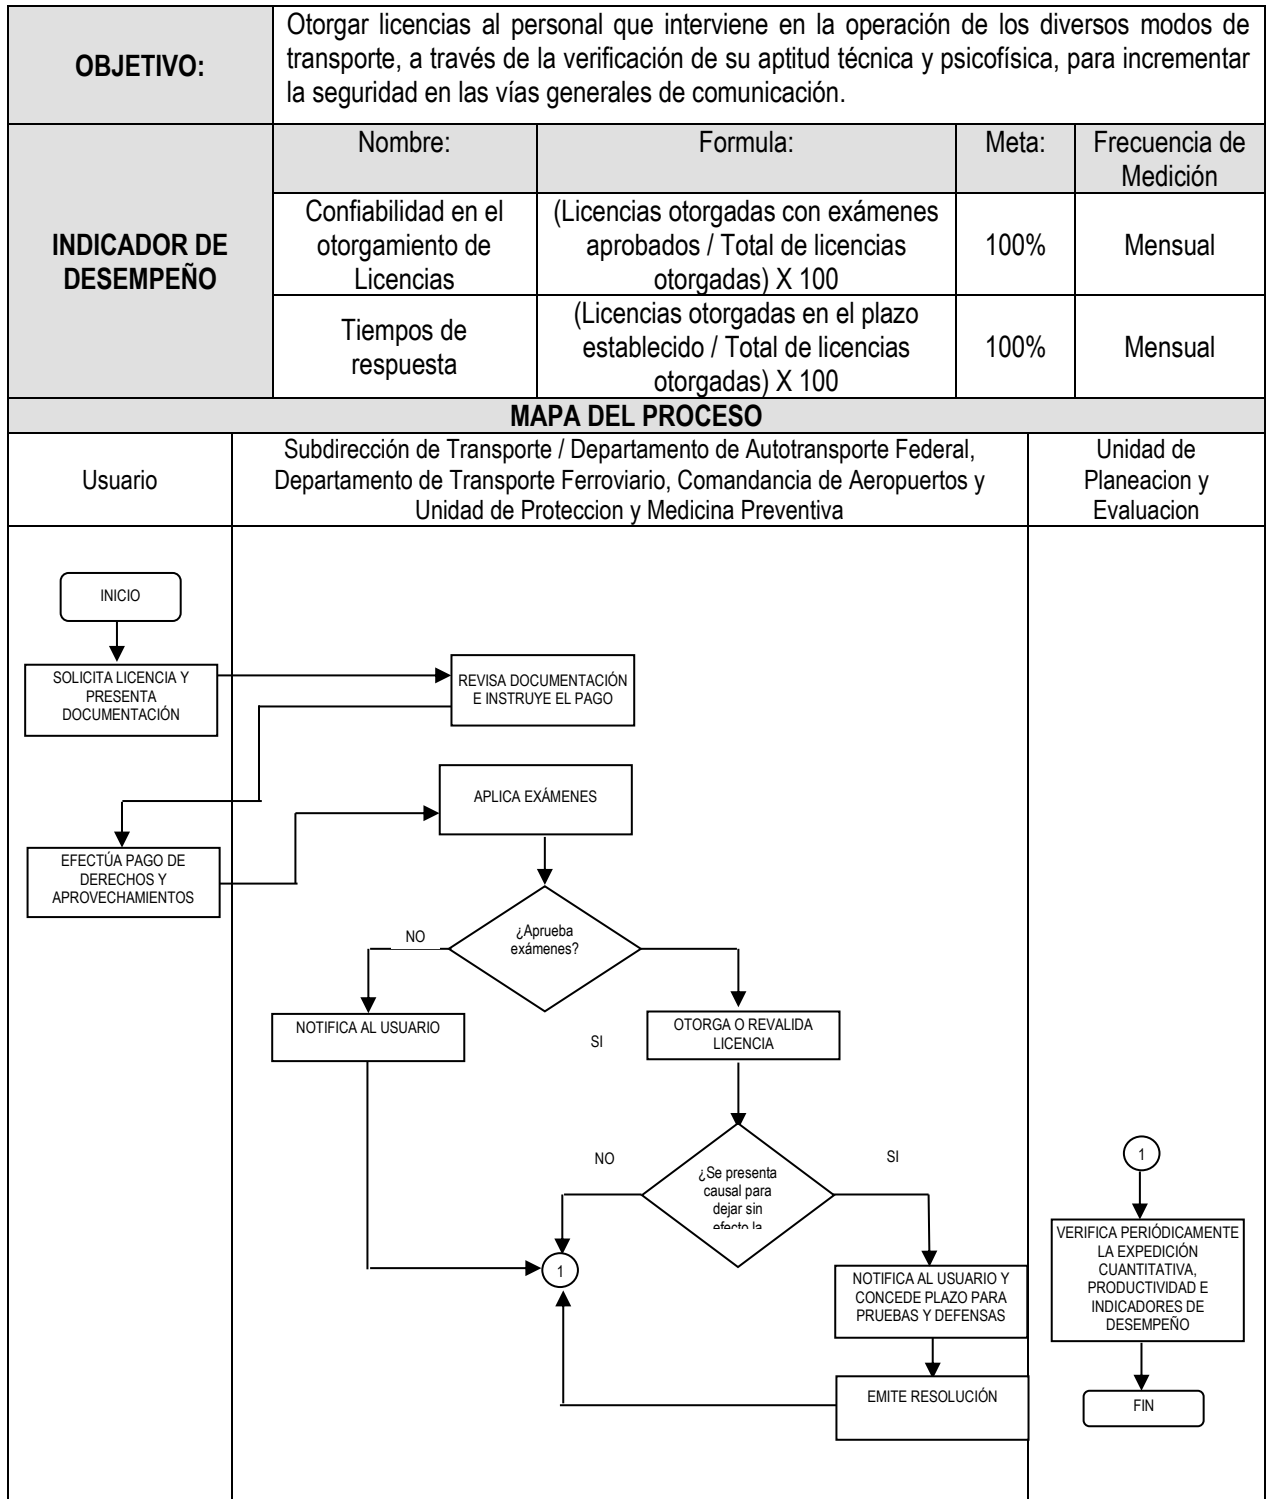 OBJETIVO:
Otorgar licencias al personal que interviene en la operación de los diversos modos de
transporte, a través de la verificación de su aptitud técnica y psicofísica, para incrementar
la seguridad en las vías generales de comunicación.
INDICADOR DE
DESEMPEÑO
Nombre:
Formula:
Meta:
Frecuencia de
Medición
Confiabilidad en el
otorgamiento de
Licencias
(Licencias otorgadas con exámenes
aprobados / Total de licencias
otorgadas) X 100
100%
Mensual
Tiempos de
respuesta
(Licencias otorgadas en el plazo
establecido / Total de licencias
otorgadas) X 100
100%
Mensual
MAPA DEL PROCESO
Usuario
Subdirección de Transporte / Departamento de Autotransporte Federal,
Departamento de Transporte Ferroviario, Comandancia de Aeropuertos y
Unidad de Proteccion y Medicina Preventiva
Unidad de
Planeacion y
Evaluacion
INICIO
SOLICITA LICENCIA Y
PRESENTA
DOCUMENTACIÓN
REVISA DOCUMENTACIÓN
E INSTRUYE EL PAGO
APLICA EXÁMENES
EFECTÚA PAGO DE
DERECHOS Y
APROVECHAMIENTOS
NO
¿Aprueba
exámenes?
NOTIFICA AL USUARIO
SI
OTORGA O REVALIDA
LICENCIA
NO
¿Se presenta
causal para
dejar sin
efecto la
SI
1
1
NOTIFICA AL USUARIO Y
CONCEDE PLAZO PARA
PRUEBAS Y DEFENSAS
VERIFICA PERIÓDICAMENTE
LA EXPEDICIÓN
CUANTITATIVA,
PRODUCTIVIDAD E
INDICADORES DE
DESEMPEÑO
EMITE RESOLUCIÓN
FIN